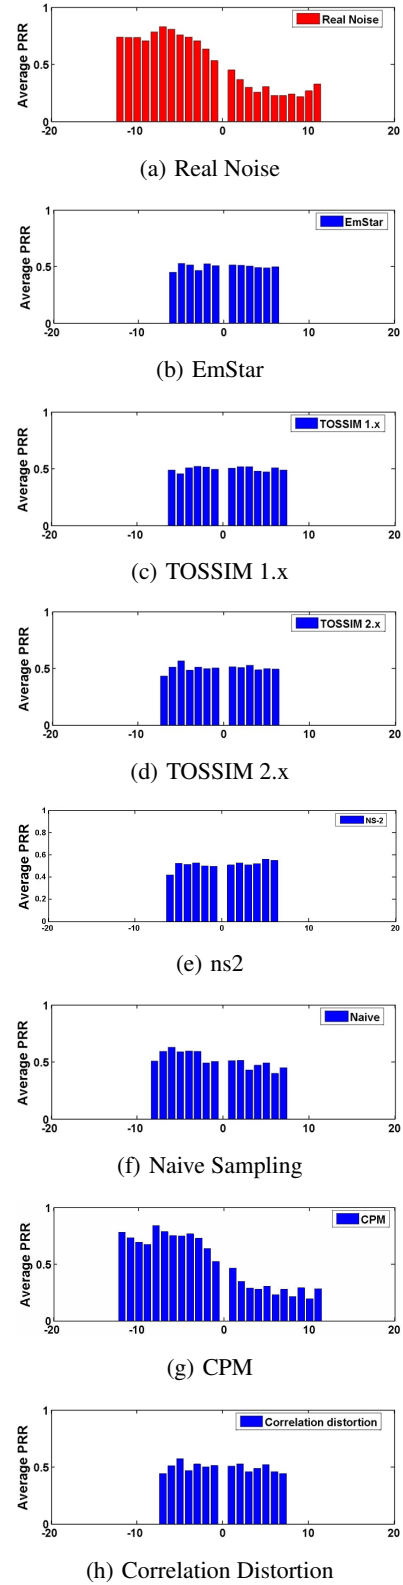 1
Real Noise
Average PRR
0.5
0
-20 -10 0 10 20
(a) Real Noise
1
EmStar
Average PRR
0.5
0
-20 -10 0 10 20
(b) EmStar
1
TOSSIM 1.x
Average PRR
0.5
0
-20 -10 0 10 20
(c) TOSSIM 1.x
1
TOSSIM 2.x
Average PRR
0.5
0
-20 -10 0 10 20
(d) TOSSIM 2.x
1
NS-2
0.8
Average PRR
0.6
0.4
0.2
0
-20 -10 0 10 20
(e) ns2
1
Naive
Average PRR
0.5
0
-20 -10 0 10 20
(f) Naive Sampling
1
CPM
Average PRR
0.5
0
-20 -10 0 10 20
(g) CPM
1
Correlation distortion
Average PRR
0.5
0
-20 -10 0 10 20
(h) Correlation Distortion